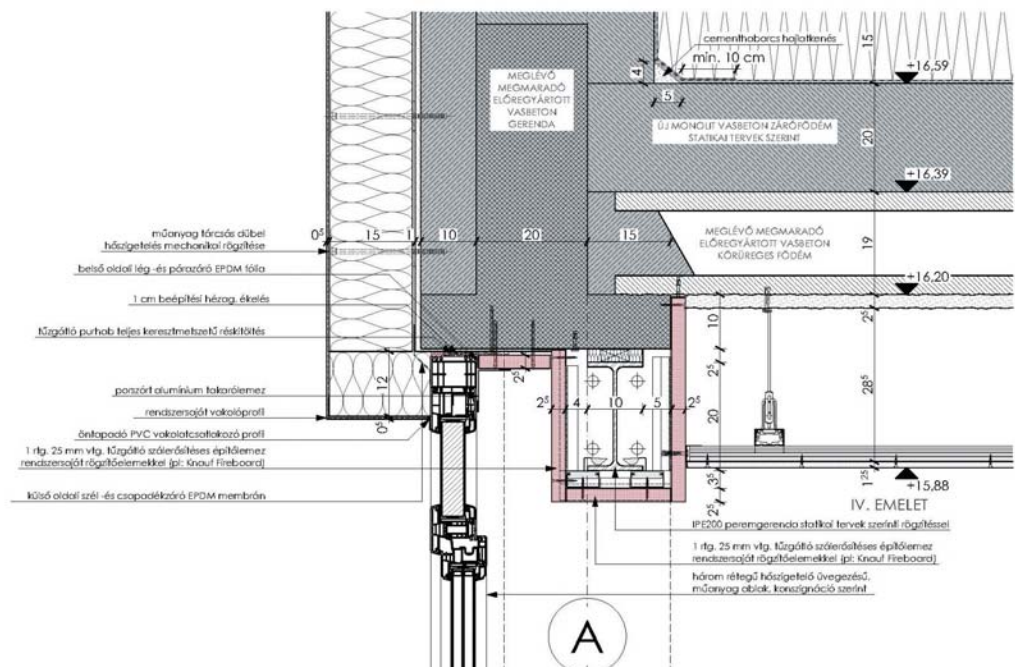 cementhabarcs hajlatkenés
min. 10 cm
15
4
5
+16,59
MEGLÉVŐ
MEGMARADÓ
ELŐREGYÁRTOTT
VASBETON
GERENDA
ÚJ MONOLIT VASBETON ZÁRÓFÖDÉM
STATIKAI TERVEK SZERINT
20
+16,39
műanyag tárcsás dübel
hőszigetelés mechanikai rögzítése
0⁵
15
1
10
20
15
MEGLÉVŐ MEGMARADÓ
ELŐREGYÁRTOTT VASBETON
KÖRÜREGES FÖDÉM
19
belső oldali lég -és párazáró EPDM fólia
+16,20
1 cm beépítési hézag, ékelés
10
2⁵
tűzgátló purhab teljes keresztmetszetű réskitöltés
2⁵
25
28⁵
porszórt alumínium takarólemez
12
2⁵
4
10
5
2⁵
20
rendszersaját vakolóprofil
0⁵
öntapadó PVC vakolatcsatlakozó profil
1 rtg. 25 mm vtg. tűzgátló szálerősítéses építőlemez
rendszersaját rögzítőelemekkel (pl: Knauf Fireboard)
3⁵
1²⁵
+15,88
külső oldali szél -és csapadékzáró EPDM membrán
2⁵
IV. EMELET
IPE200 peremgerenda statikai tervek szerinti rögzítéssel
1 rtg. 25 mm vtg. tűzgátló szálerősítéses építőlemez
rendszersaját rögzítőelemekkel (pl: Knauf Fireboard)
három rétegű hőszigetelő üvegezésű,
műanyag ablak, konszignáció szerint
A